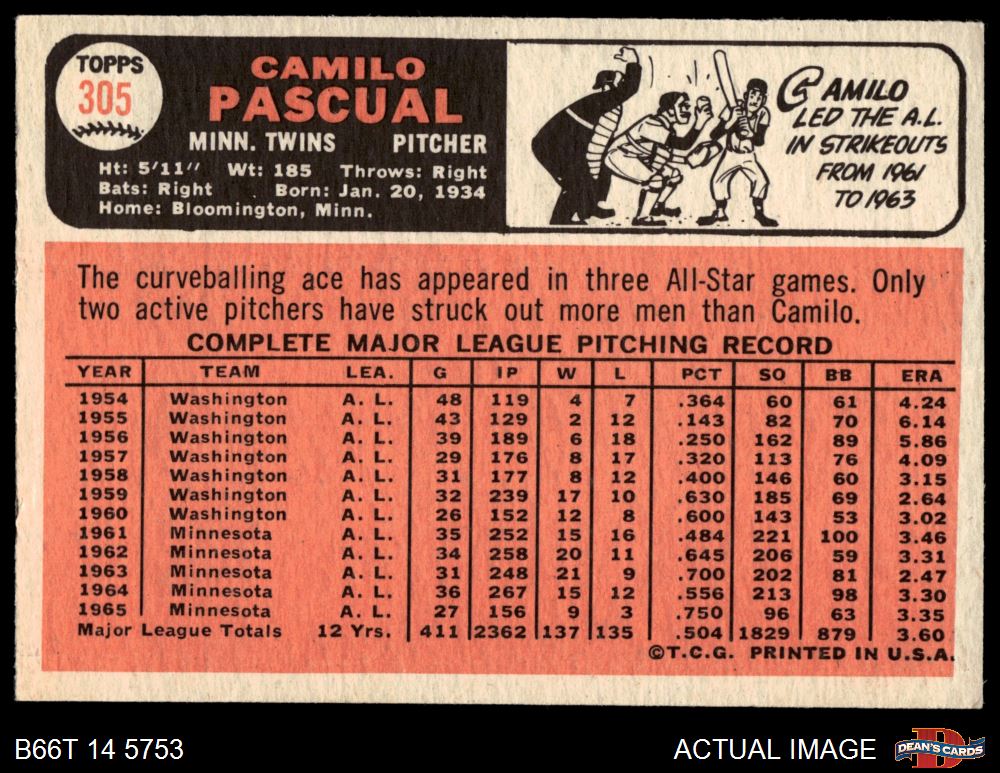 TOPPS
305
CAMILO
PASCUAL
MINN. TWINS PITCHER
Ht: 5'11" Wt: 185 Throws: Right
Bats: Right Born: Jan. 20, 1934
Home: Bloomington, Minn.
CAMILO
LED THE A.L.
IN STRIKEOUTS
FROM 1961
TO 1963
The curveballing ace has appeared in three All-Star games. Only
two active pitchers have struck out more men than Camilo.
COMPLETE MAJOR LEAGUE PITCHING RECORD
YEAR TEAM LEA. G IP W L PCT SO BB ERA
1954 Washington A. L. 48 119 4 7 .364 60 61 4.24
1955 Washington A. L. 43 129 2 12 .143 82 70 6.14
1956 Washington A. L. 39 189 6 18 .250 162 89 5.86
1957 Washington A. L. 29 176 8 17 .320 113 76 4.09
1958 Washington A. L. 31 177 8 12 .400 146 60 3.15
1959 Washington A. L. 32 239 17 10 .630 185 69 2.64
1960 Washington A. L. 26 152 12 8 .600 143 53 3.02
1961 Minnesota A. L. 35 252 15 16 .484 221 100 3.46
1962 Minnesota A. L. 34 258 20 11 .645 206 59 3.31
1963 Minnesota A. L. 31 248 21 9 .700 202 81 2.47
1964 Minnesota A. L. 36 267 15 12 .556 213 98 3.30
1965 Minnesota A. L. 27 156 9 3 .750 96 63 3.35
Major League Totals 12 Yrs. 411 2362 137 135 .504 1829 879 3.60
©T.C.G. PRINTED IN U.S.A.
B66T 14 5753 ACTUAL IMAGE
D
DEAN'S CARDS